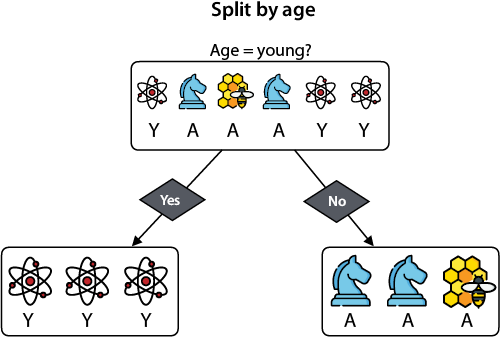 Split by age
Age = young?
Y A A A Y Y
Yes No
Y Y Y
A A A